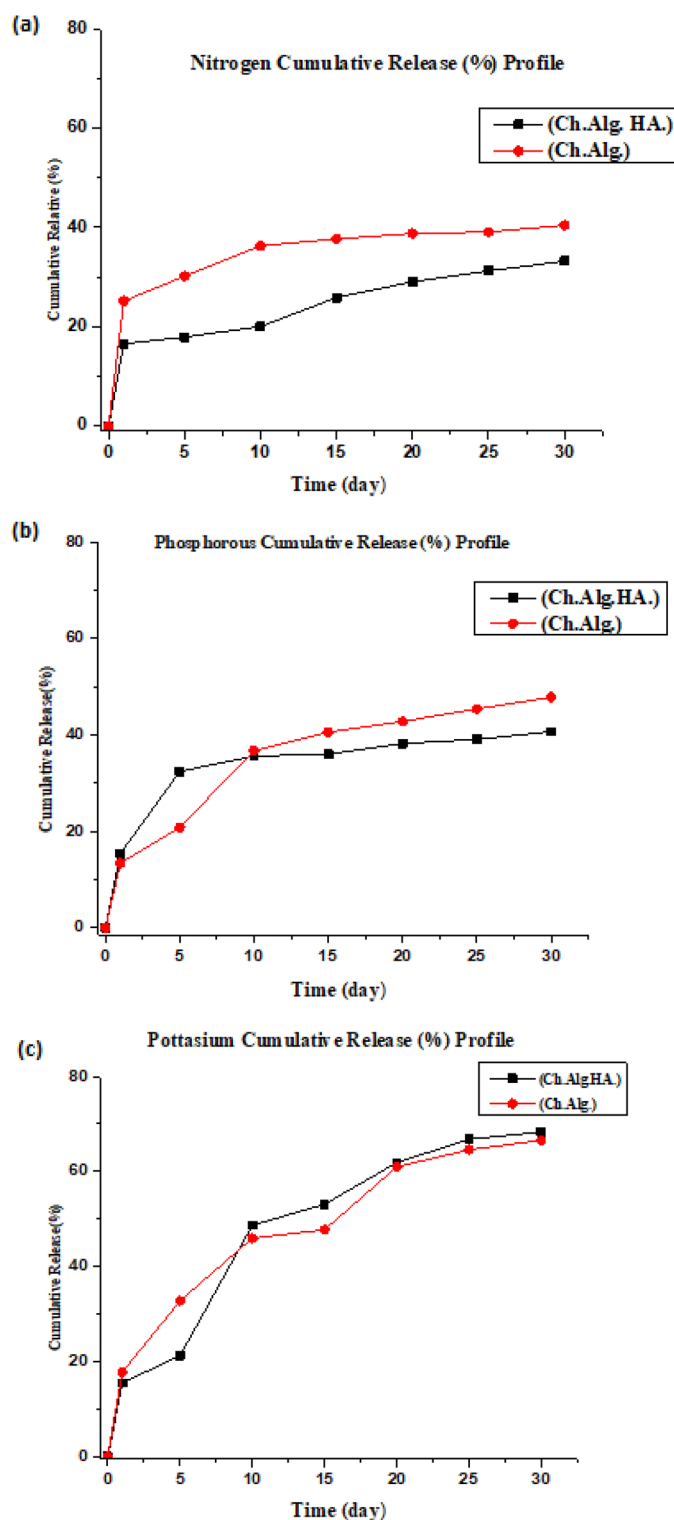 (a)
80
Nitrogen Cumulative Release (%) Profile
(Ch.Alg. HA.)
(Ch.Alg.)
60
40
20
0
Cumulative Relative (%)
0 5 10 15 20 25 30
Time (day)
(b)
80
Phosphorous Cumulative Release (%) Profile
(Ch.Alg.HA.)
(Ch.Alg.)
60
40
20
0
Cumulative Release(%)
0 5 10 15 20 25 30
Time (day)
(c)
Pottasium Cumulative Release (%) Profile
80
(Ch.AlgHA.)
(Ch.Alg.)
60
40
20
0
Cumulative Release(%)
0 5 10 15 20 25 30
Time (day)